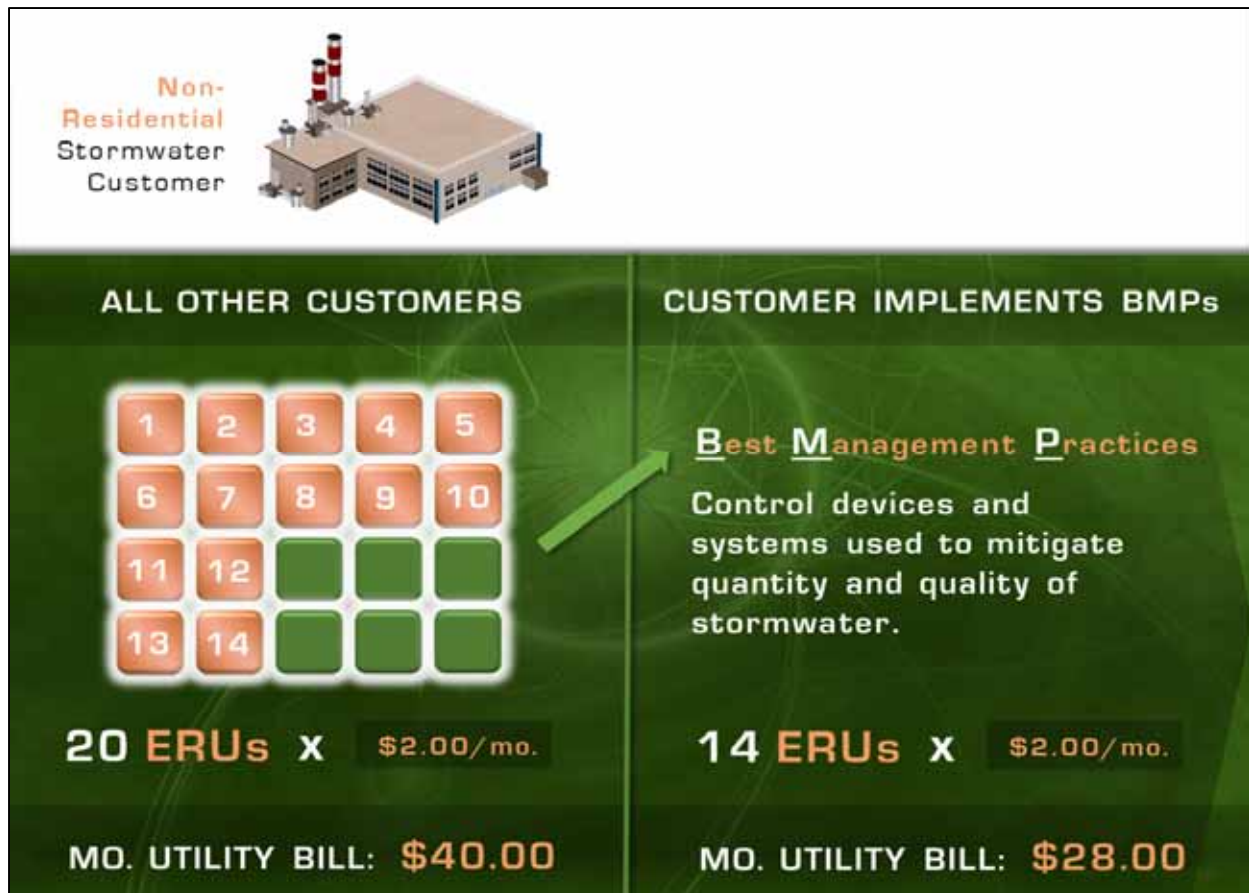 Non-
Residential
Stormwater
Customer
ALL OTHER CUSTOMERS
1 2 3 4 5
6 7 8 9 10
11 12
13 14
20 ERUs x $2.00/mo.
MO. UTILITY BILL: $40.00
CUSTOMER IMPLEMENTS BMPs
Best Management Practices
Control devices and
systems used to mitigate
quantity and quality of
stormwater.
14 ERUs x $2.00/mo.
MO. UTILITY BILL: $28.00